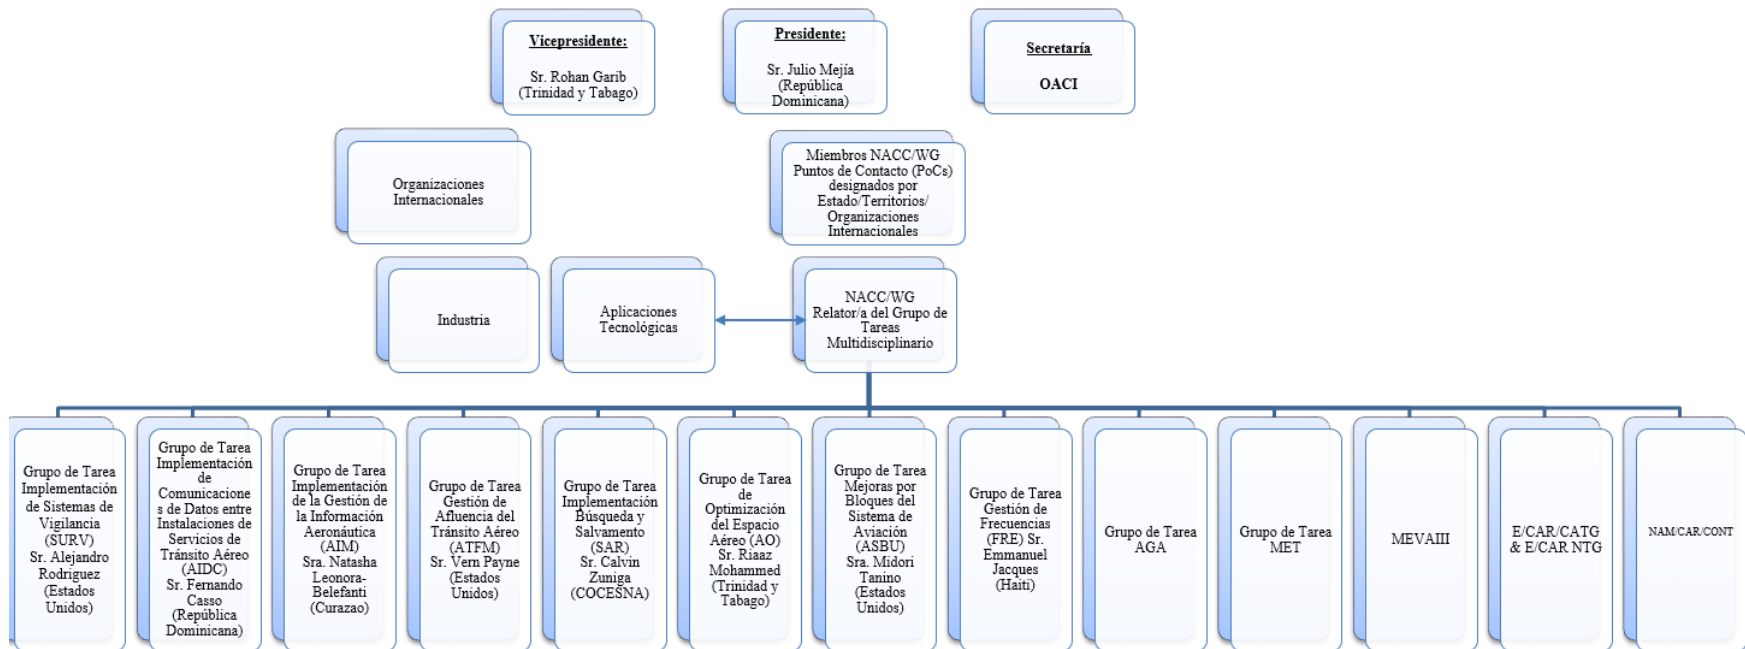 Vicepresidente:
Sr. Rohan Garib
(Trinidad y Tabago)
Presidente:
Sr. Julio Mejía
(República
Dominicana)
Secretaría
OACI
Organizaciones
Internacionales
Miembros NACC/WG
Puntos de Contacto (PoCs)
designados por
Estado/Territorios/
Organizaciones
Internacionales
Industria
Aplicaciones
Tecnológicas
NACC/WG
Relator/a del Grupo de
Tareas
Multidisciplinario
Grupo de Tarea
Implementación
de Sistemas de
Vigilancia
(SURV)
Sr. Alejandro
Rodriguez
(Estados
Unidos)
Grupo de Tarea
Implementación
de
Comunicacione
s de Datos entre
Instalaciones de
Servicios de
Tránsito Aéreo
(AIDC)
Sr. Fernando
Casso
(República
Dominicana)
Grupo de Tarea
Implementación
de la Gestión de
la Información
Aeronáutica
(AIM)
Sra. Natasha
Leonora-
Belefanti
(Curazao)
Grupo de Tarea
Gestión de
Afluencia del
Tránsito Aéreo
(ATFM)
Sr. Vern Payne
(Estados
Unidos)
Grupo de Tarea
Implementación
Búsqueda y
Salvamento
(SAR)
Sr. Calvin
Zuniga
(COCESNA)
Grupo de Tarea
de
Optimización
del Espacio
Aéreo (AO)
Sr. Riaaz
Mohammed
(Trinidad y
Tabago)
Grupo de Tarea
Mejoras por
Bloques del
Sistema de
Aviación
(ASBU)
Sra. Midori
Tanino
(Estados
Unidos)
Grupo de Tarea
Gestión de
Frecuencias
(FRE) Sr.
Emmanuel
Jacques
(Haiti)
Grupo de Tarea
AGA
Grupo de Tarea
MET
MEVAIII
E/CAR/CATG
& E/CAR NTG
NAM/CAR/CONT